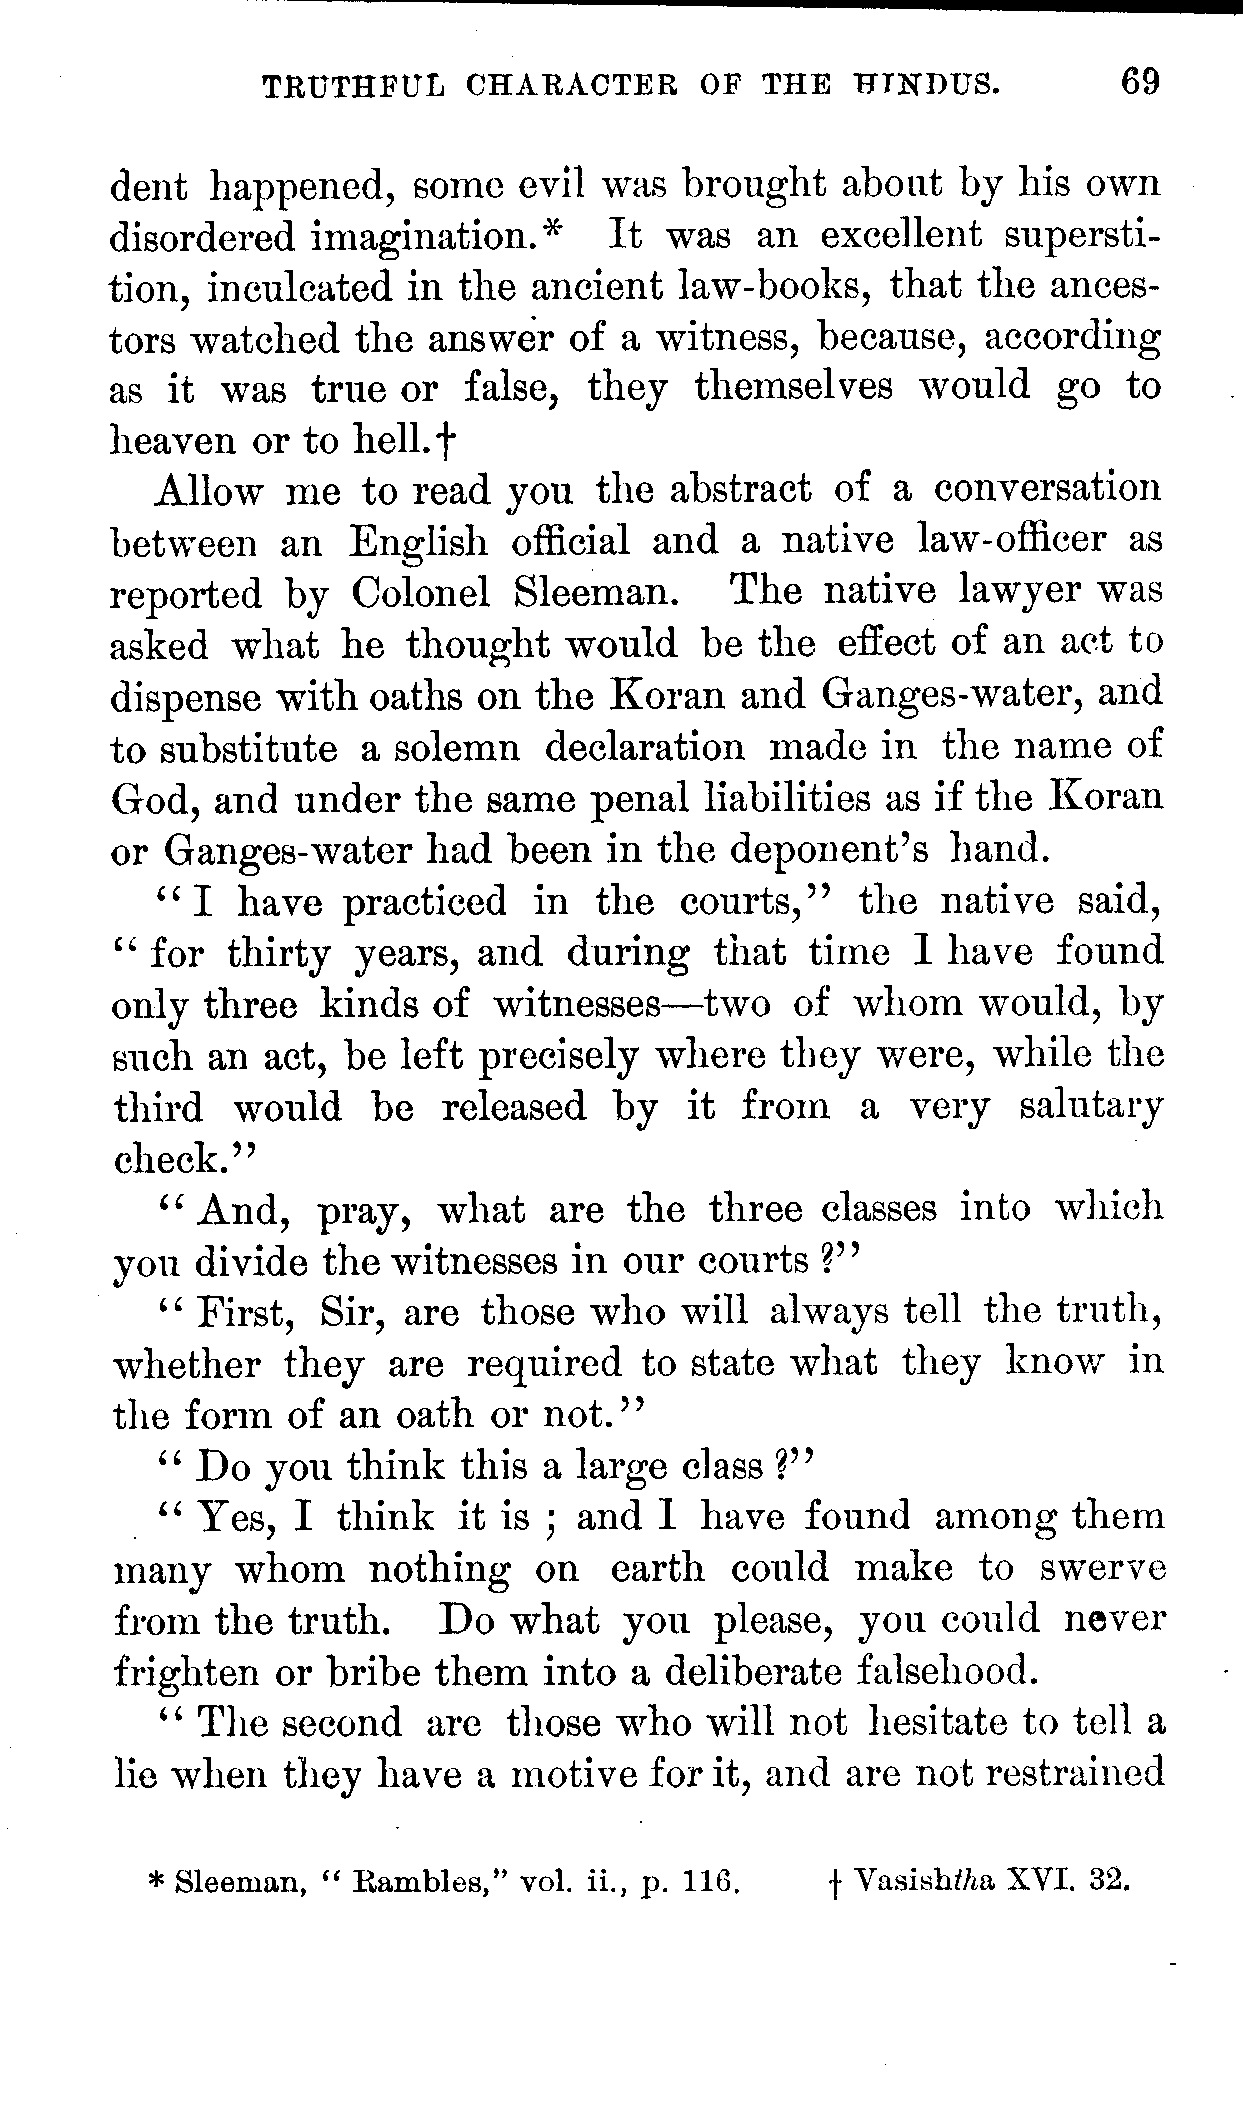 TRUTHFUL CHARACTER OF THE HINDUS. 69
dent happened, some evil was brought about by his own
disordered imagination.* It was an excellent supersti-
tion, inculcated in the ancient law-books, that the ances-
tors watched the answer of a witness, because, according
as it was true or false, they themselves would go to
heaven or to hell.†
Allow me to read you the abstract of a conversation
between an English official and a native law-officer as
reported by Colonel Sleeman. The native lawyer was
asked what he thought would be the effect of an act to
dispense with oaths on the Koran and Ganges-water, and
to substitute a solemn declaration made in the name of
God, and under the same penal liabilities as if the Koran
or Ganges-water had been in the deponent's hand.
"I have practiced in the courts," the native said,
"for thirty years, and during that time I have found
only three kinds of witnesses—two of whom would, by
such an act, be left precisely where they were, while the
third would be released by it from a very salutary
check."
"And, pray, what are the three classes into which
you divide the witnesses in our courts?"
"First, Sir, are those who will always tell the truth,
whether they are required to state what they know in
the form of an oath or not."
"Do you think this a large class?"
"Yes, I think it is; and I have found among them
many whom nothing on earth could make to swerve
from the truth. Do what you please, you could never
frighten or bribe them into a deliberate falsehood.
"The second are those who will not hesitate to tell a
lie when they have a motive for it, and are not restrained
* Sleeman, "Rambles," vol. ii., p. 116. † Vasishtha XVI. 32.